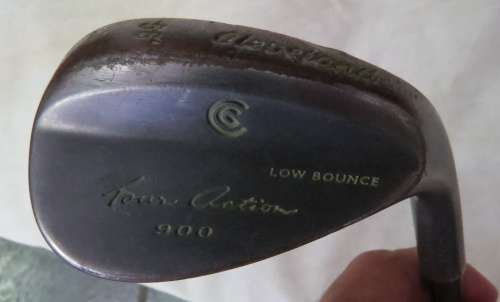 Cleveland
LOW BOUNCE
Tour Action
900